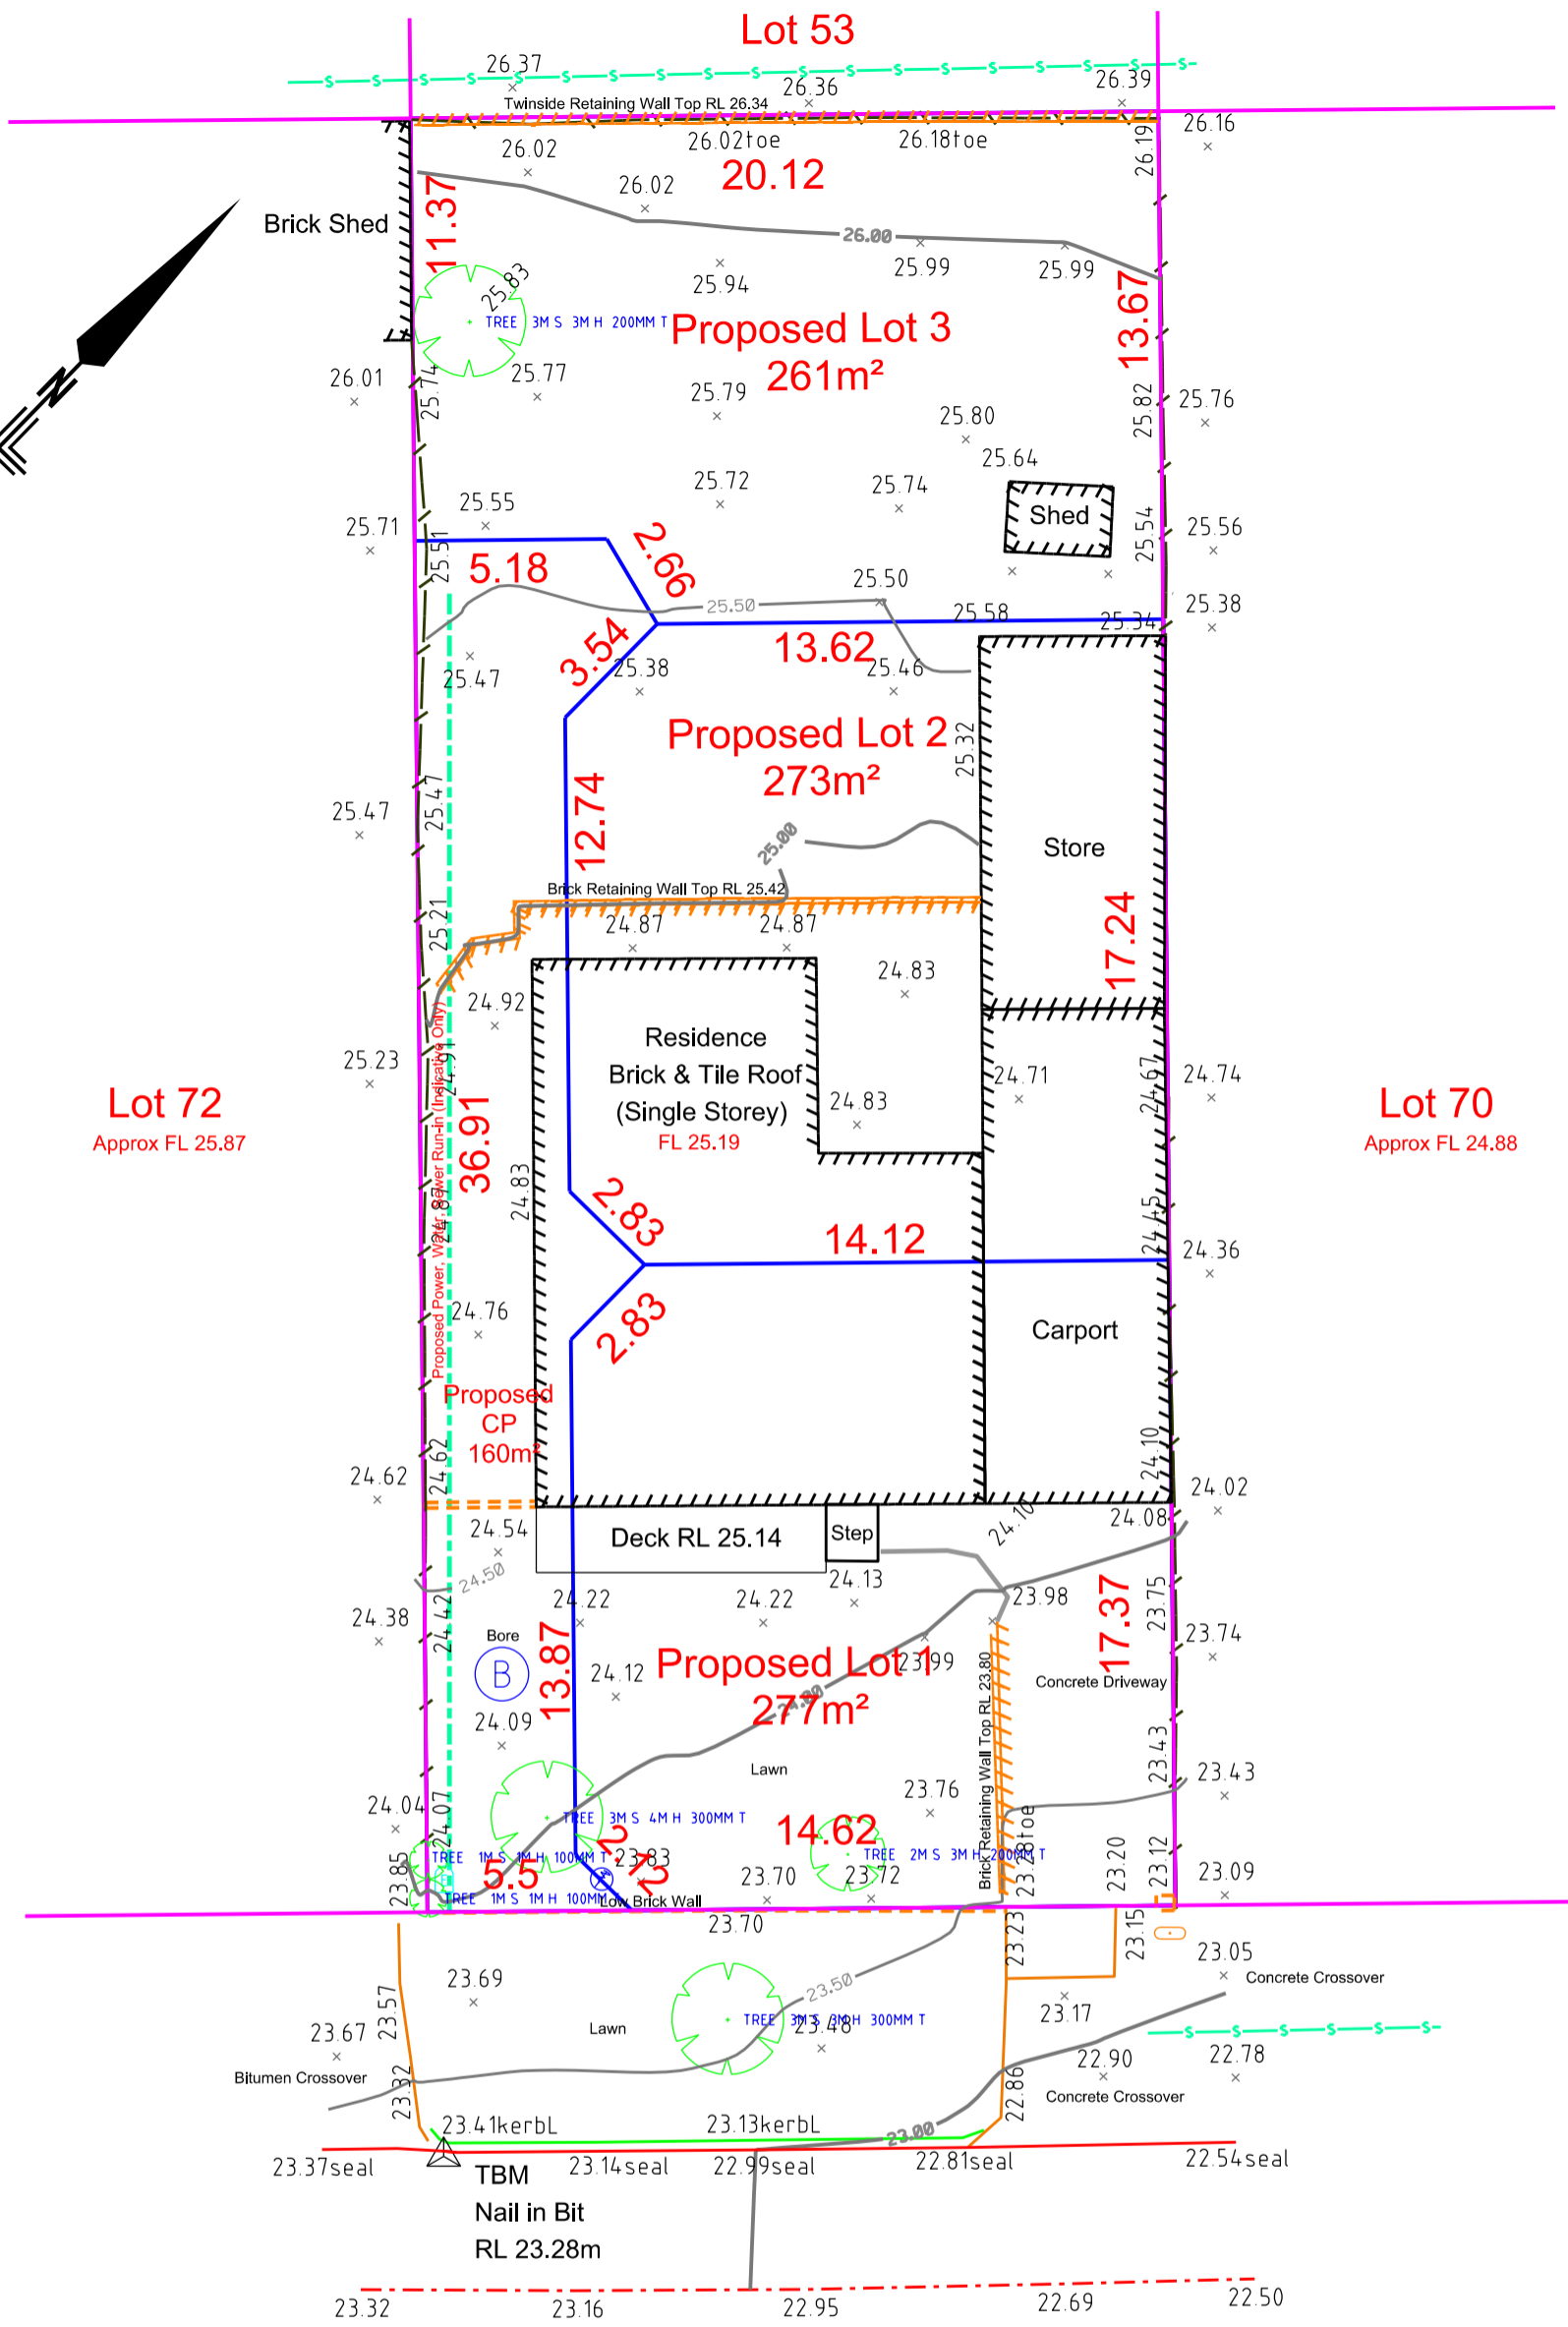 Lot 53
26.37
26.36
26.39
Twinside Retaining Wall Top RL 26.34
26.16
26.02
26.02toe
26.18toe
26.19
20.12
26.02
11.37
Brick Shed
26.00
25.94
25.99
25.99
25.83
13.67
TREE 3M S 3M H 200MM T
Proposed Lot 3
261m²
N
26.01
25.74
25.77
25.79
25.80
25.82
25.76
25.64
25.72
25.74
25.55
25.71
Shed
25.54
25.56
25.51
5.18
2.66
25.50
25.50
25.58
25.34
25.38
3.54
13.62
25.47
25.38
25.46
Proposed Lot 2
273m²
25.32
12.74
25.47
25.47
25.00
Store
Brick Retaining Wall Top RL 25.42
25.21
24.87
24.87
24.83
17.24
24.92
Residence
Brick & Tile Roof
(Single Storey)
FL 25.19
24.83
24.71
24.67
24.74
25.23
24.91
Lot 72
Approx FL 25.87
Lot 70
Approx FL 24.88
Proposed Power, Water, Sewer Run-in (Indicative Only)
36.91
24.87
24.83
2.83
14.12
24.45
24.36
24.76
2.83
Carport
Proposed
CP
160m²
24.62
24.62
24.10
24.02
24.54
Deck RL 25.14
Step
24.10
24.08
24.50
24.13
24.22
24.22
23.98
24.38
24.42
17.37
23.75
23.74
Bore
B
13.87
24.12
Proposed Lot 1
277m²
23.99
24.00
Brick Retaining Wall Top RL 23.80
Concrete Driveway
24.09
Lawn
23.43
23.43
24.04
24.07
23.76
TREE 3M S 4M H 300MM T
14.62
2.12
23.83
TREE 1M S 1M H 100MM T
5.5
TREE 2M S 3M H 200MM T
23.28toe
23.20
23.12
23.09
23.85
23.70
23.72
TREE 1M S 1M H 100MM T
Low Brick Wall
23.70
23.23
23.15
23.05
Concrete Crossover
23.69
23.57
23.50
23.17
TREE 3M S 3M H 300MM T
23.48
Lawn
23.67
22.90
22.78
Bitumen Crossover
23.32
22.86
Concrete Crossover
23.41kerbL
23.13kerbL
23.00
23.37seal
23.14seal
22.99seal
22.81seal
22.54seal
TBM
Nail in Bit
RL 23.28m
23.32
23.16
22.95
22.69
22.50